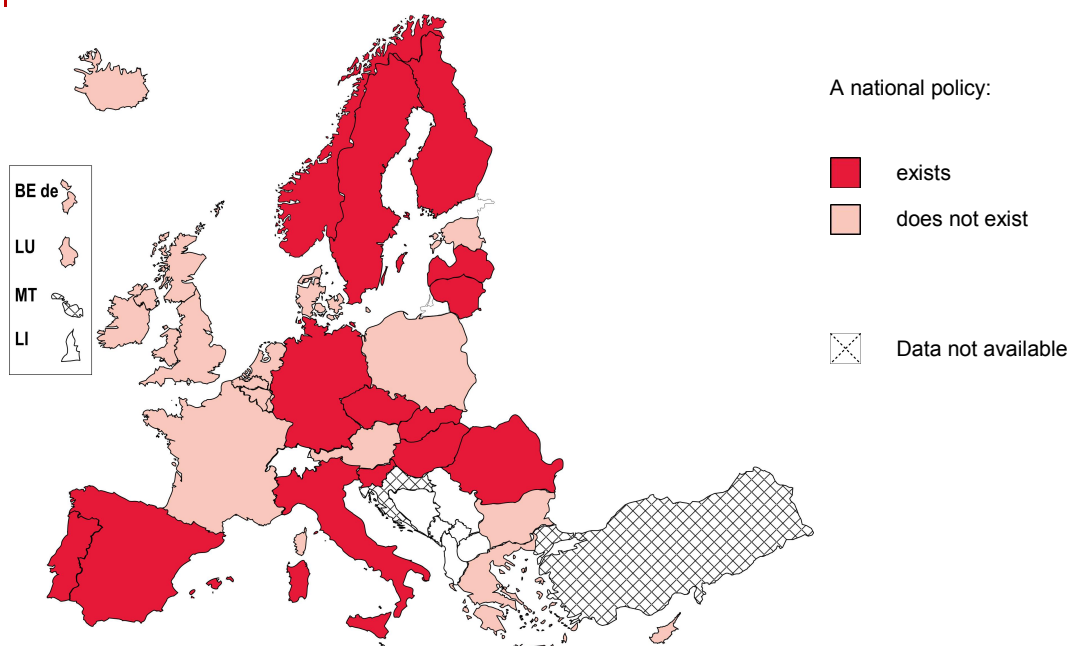 A national policy:
exists
does not exist
Data not available
BE de
LU
MT
LI